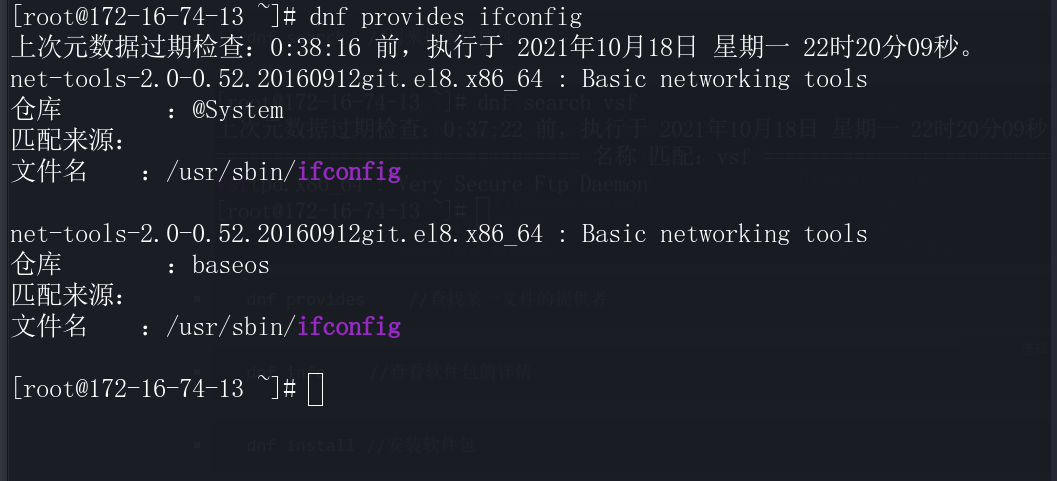 [root@172-16-74-13 ~]# dnf provides ifconfig
上次元数据过期检查：0:38:16 前，执行于 2021年10月18日 星期一 22时20分09秒。
net-tools-2.0-0.52.20160912git.el8.x86_64 : Basic networking tools
仓库        ：@System
匹配来源：
文件名    ：/usr/sbin/ifconfig
net-tools-2.0-0.52.20160912git.el8.x86_64 : Basic networking tools
仓库        ：baseos
匹配来源：
文件名    ：/usr/sbin/ifconfig
[root@172-16-74-13 ~]#